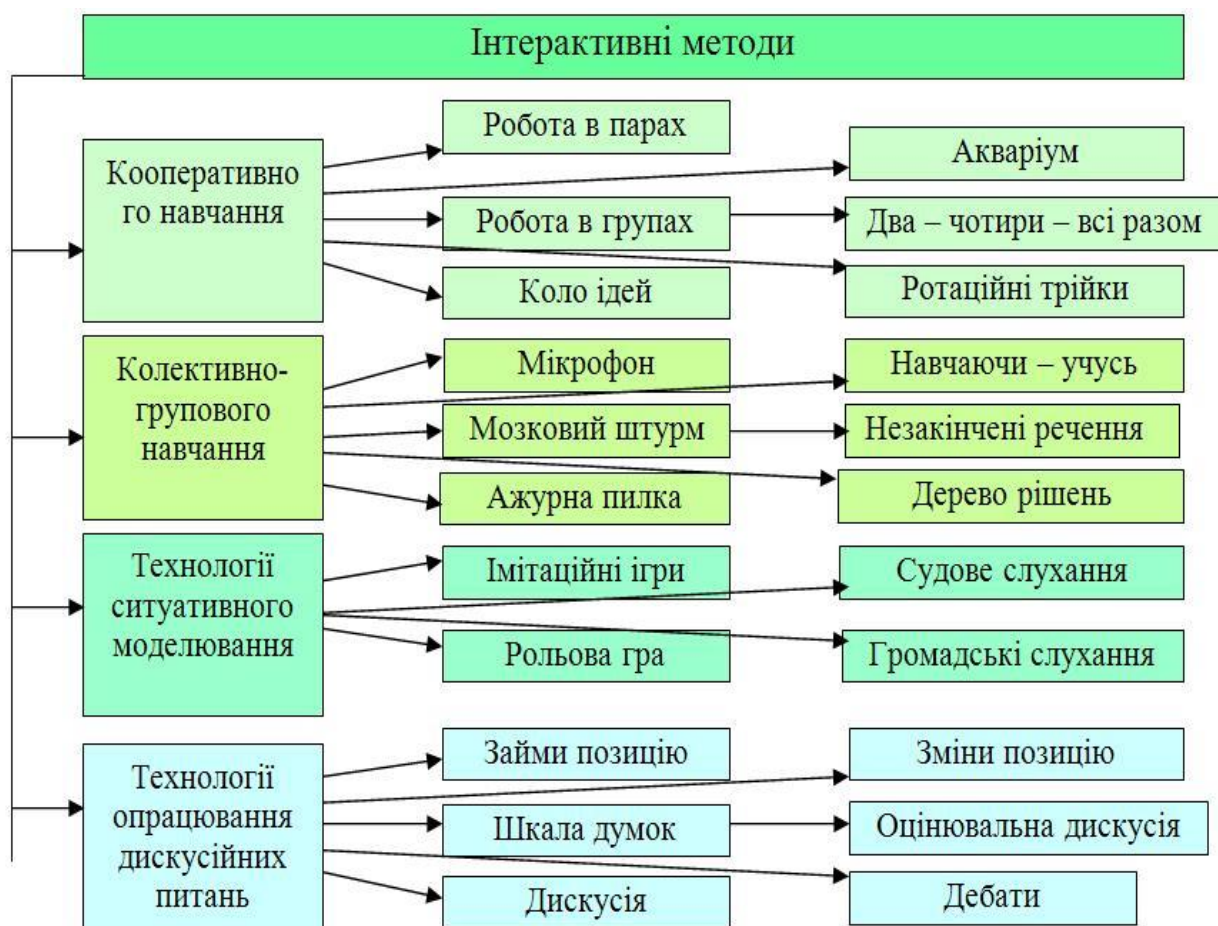 Інтерактивні методи
Кооперативно
го навчання
Робота в парах
Акваріум
Робота в групах
Два – чотири – всі разом
Коло ідей
Ротаційні трійки
Колективно-
групового
навчання
Мікрофон
Навчаючи – учусь
Мозковий штурм
Незакінчені речення
Ажурна пилка
Дерево рішень
Технології
ситуативного
моделювання
Імітаційні ігри
Судове слухання
Рольова гра
Громадські слухання
Технології
опрацювання
дискусійних
питань
Займи позицію
Зміни позицію
Шкала думок
Оцінювальна дискусія
Дискусія
Дебати